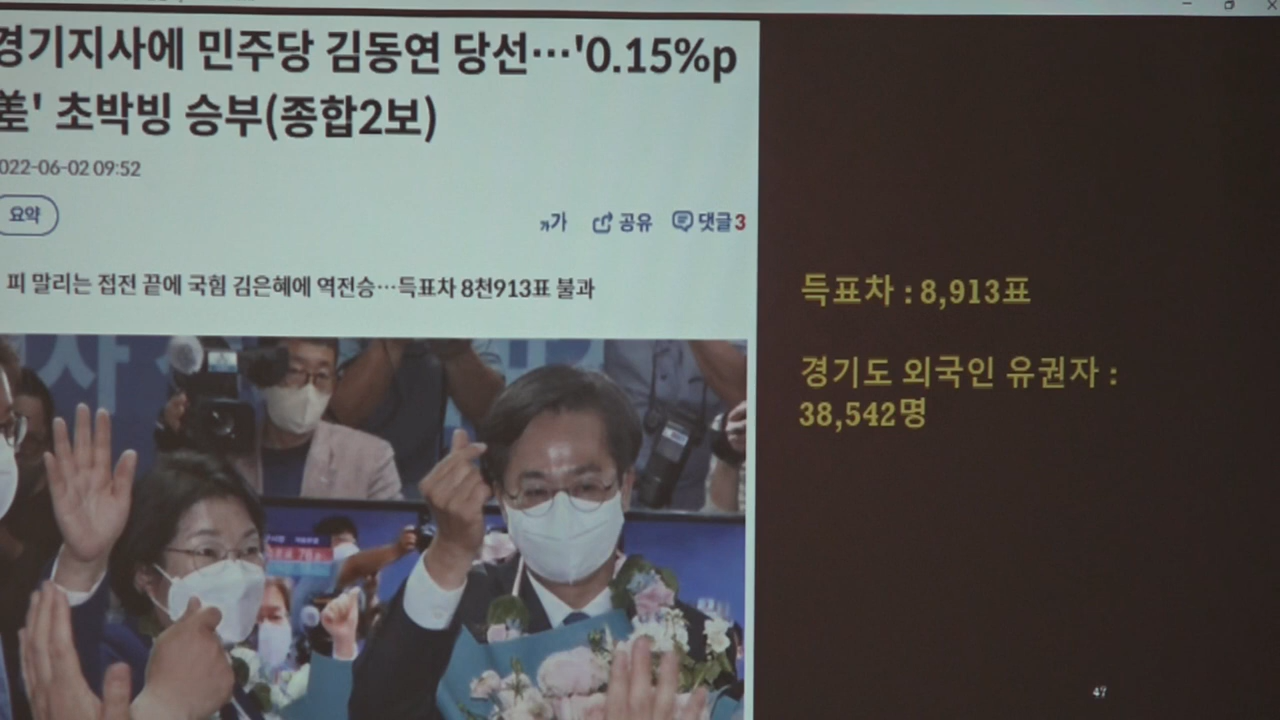 경기지사에 민주당 김동연 당선…'0.15%p
差' 초박빙 승부(종합2보)
022-06-02 09:52
요약
가가 공유 댓글3
피 말리는 접전 끝에 국힘 김은혜에 역전승…득표차 8천913표 불과
득표차 : 8,913표
경기도 외국인 유권자 :
38,542명
47